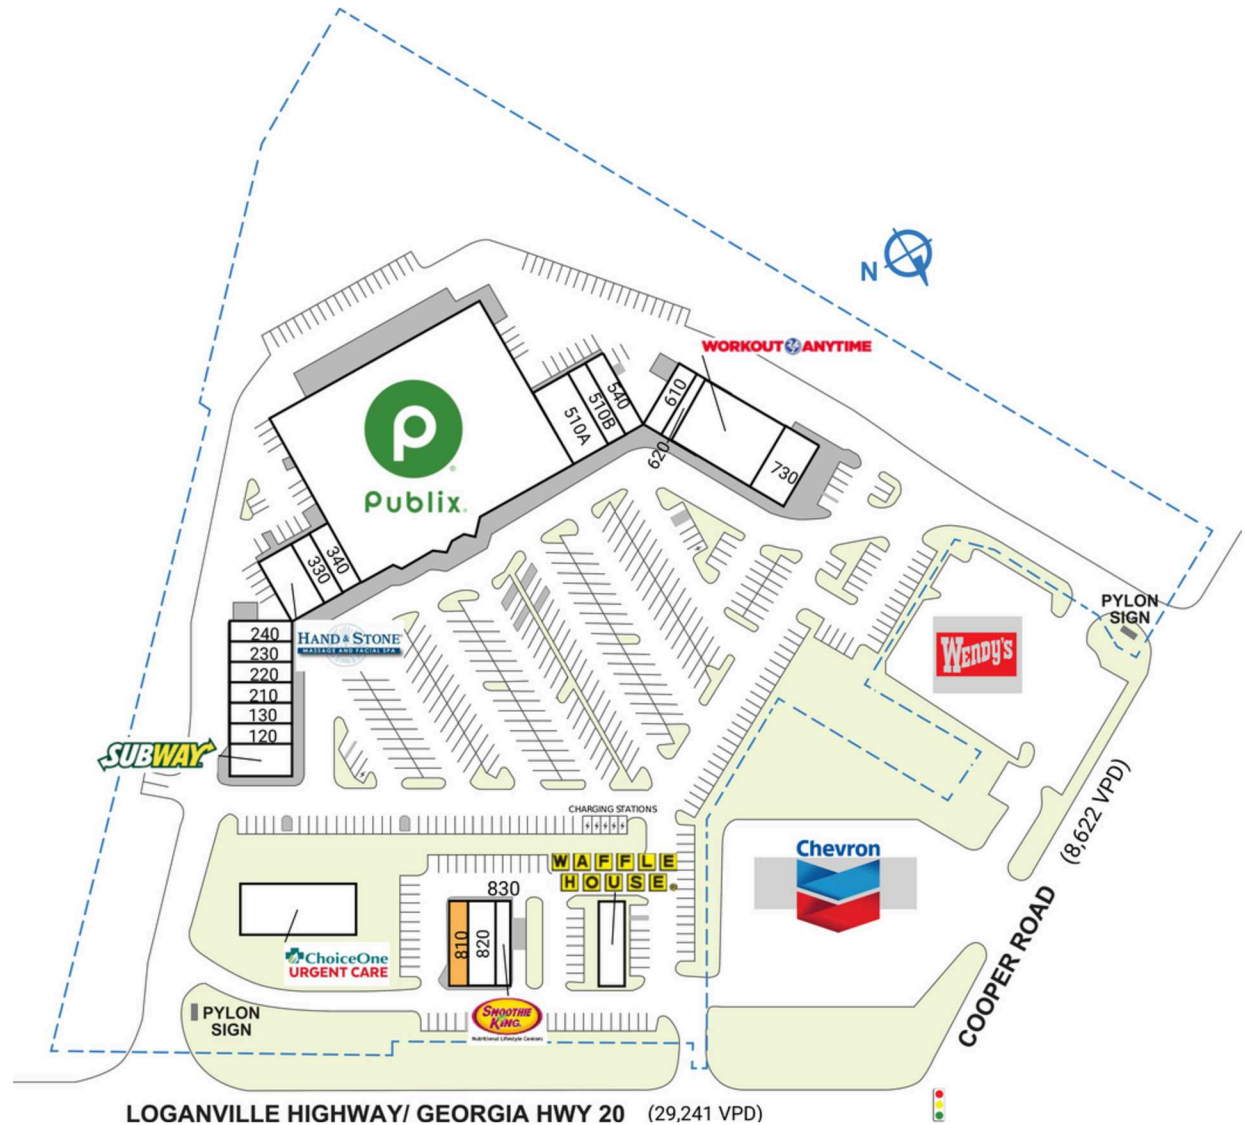 N
WORKOUT ANYTIME
Publix.
510A
510B
540
610
620
730
330
340
HAND & STONE®
MASSAGE AND FACIAL SPA
240
230
220
210
130
120
SUBWAY
PYLON
SIGN
WENDY'S
(8,622 VPD)
COOPER ROAD
CHARGING STATIONS
WAFFLE
HOUSE®
Chevron
830
810
820
ChoiceOne
URGENT CARE
SMOOTHIE
KING
Nutritional Lifestyle Centers
PYLON
SIGN
LOGANVILLE HIGHWAY/ GEORGIA HWY 20 (29,241 VPD)